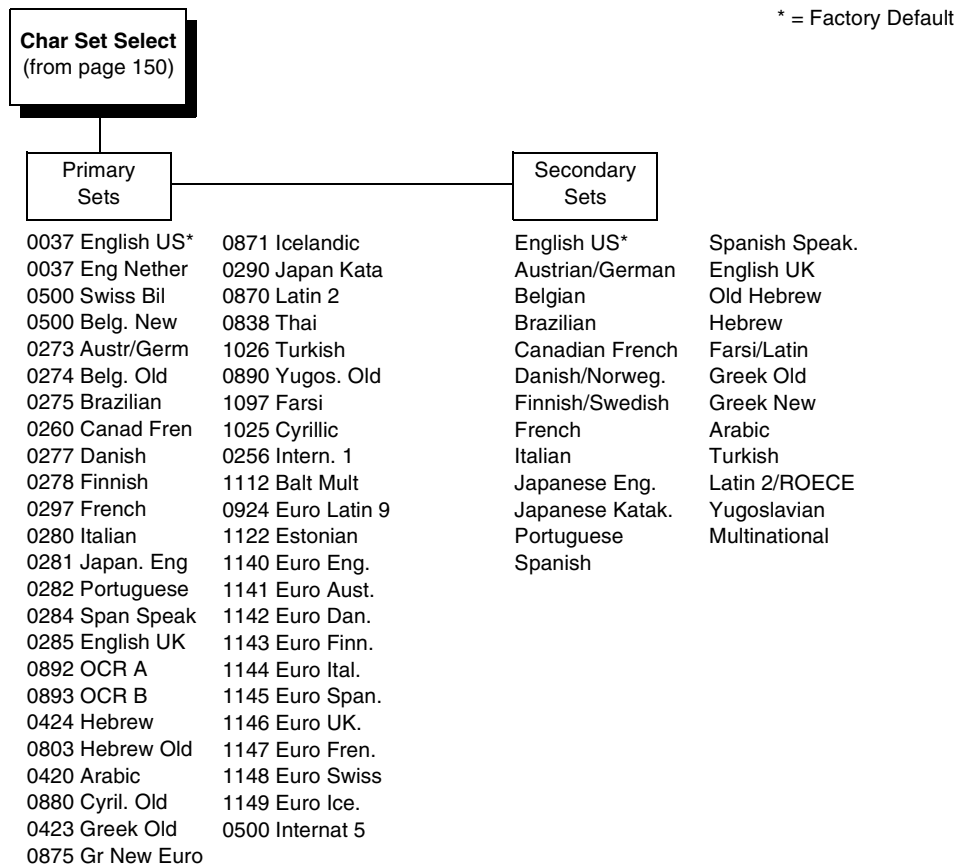 * = Factory Default
Char Set Select
(from page 150)
Primary
Sets
0037 English US*
0037 Eng Nether
0500 Swiss Bil
0500 Belg. New
0273 Austr/Germ
0274 Belg. Old
0275 Brazilian
0260 Canad Fren
0277 Danish
0278 Finnish
0297 French
0280 Italian
0281 Japan. Eng
0282 Portuguese
0284 Span Speak
0285 English UK
0892 OCR A
0893 OCR B
0424 Hebrew
0803 Hebrew Old
0420 Arabic
0880 Cyril. Old
0423 Greek Old
0875 Gr New Euro
0871 Icelandic
0290 Japan Kata
0870 Latin 2
0838 Thai
1026 Turkish
0890 Yugos. Old
1097 Farsi
1025 Cyrillic
0256 Intern. 1
1112 Balt Mult
0924 Euro Latin 9
1122 Estonian
1140 Euro Eng.
1141 Euro Aust.
1142 Euro Dan.
1143 Euro Finn.
1144 Euro Ital.
1145 Euro Span.
1146 Euro UK.
1147 Euro Fren.
1148 Euro Swiss
1149 Euro Ice.
0500 Internat 5
Secondary
Sets
English US*
Austrian/German
Belgian
Brazilian
Canadian French
Danish/Norweg.
Finnish/Swedish
French
Italian
Japanese Eng.
Japanese Katak.
Portuguese
Spanish
Spanish Speak.
English UK
Old Hebrew
Hebrew
Farsi/Latin
Greek Old
Greek New
Arabic
Turkish
Latin 2/ROECE
Yugoslavian
Multinational